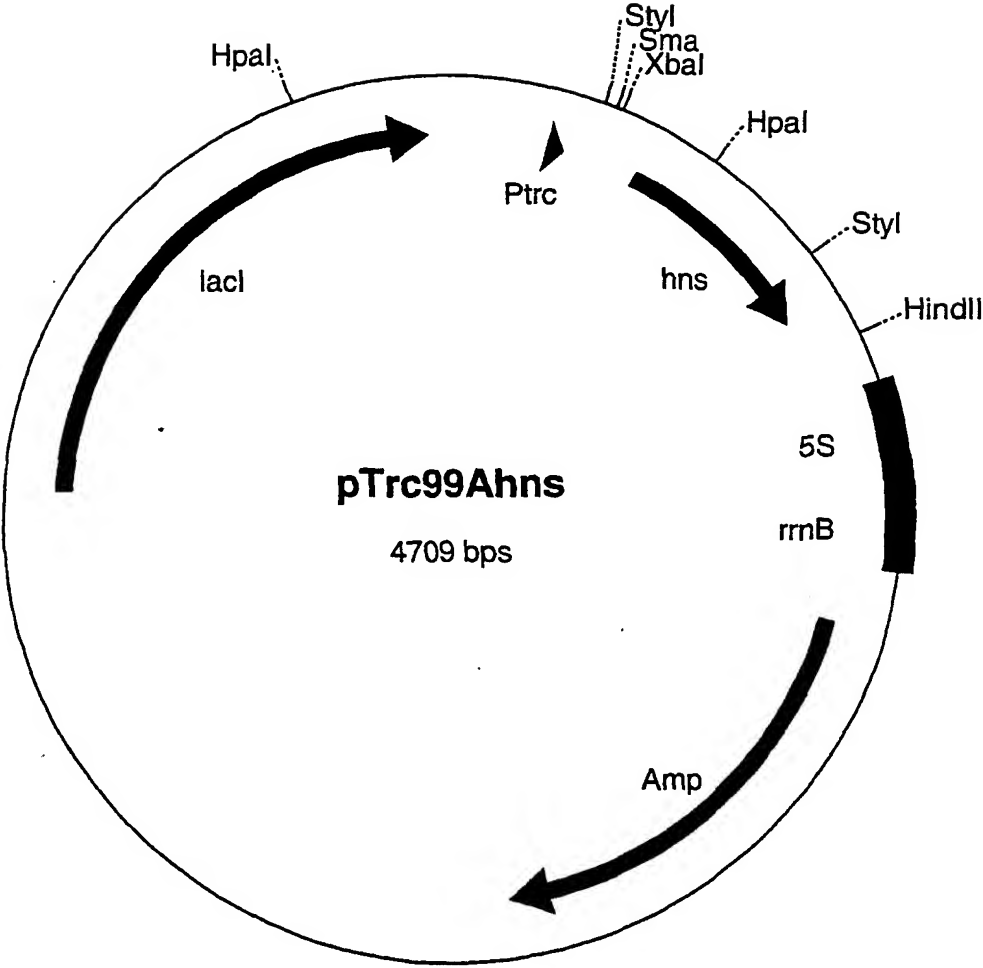 StyI
Sma
XbaI
HpaI
HpaI
Ptrc
StyI
lacI
hns
HindII
5S
pTrc99Ahns
rrnB
4709 bps
Amp